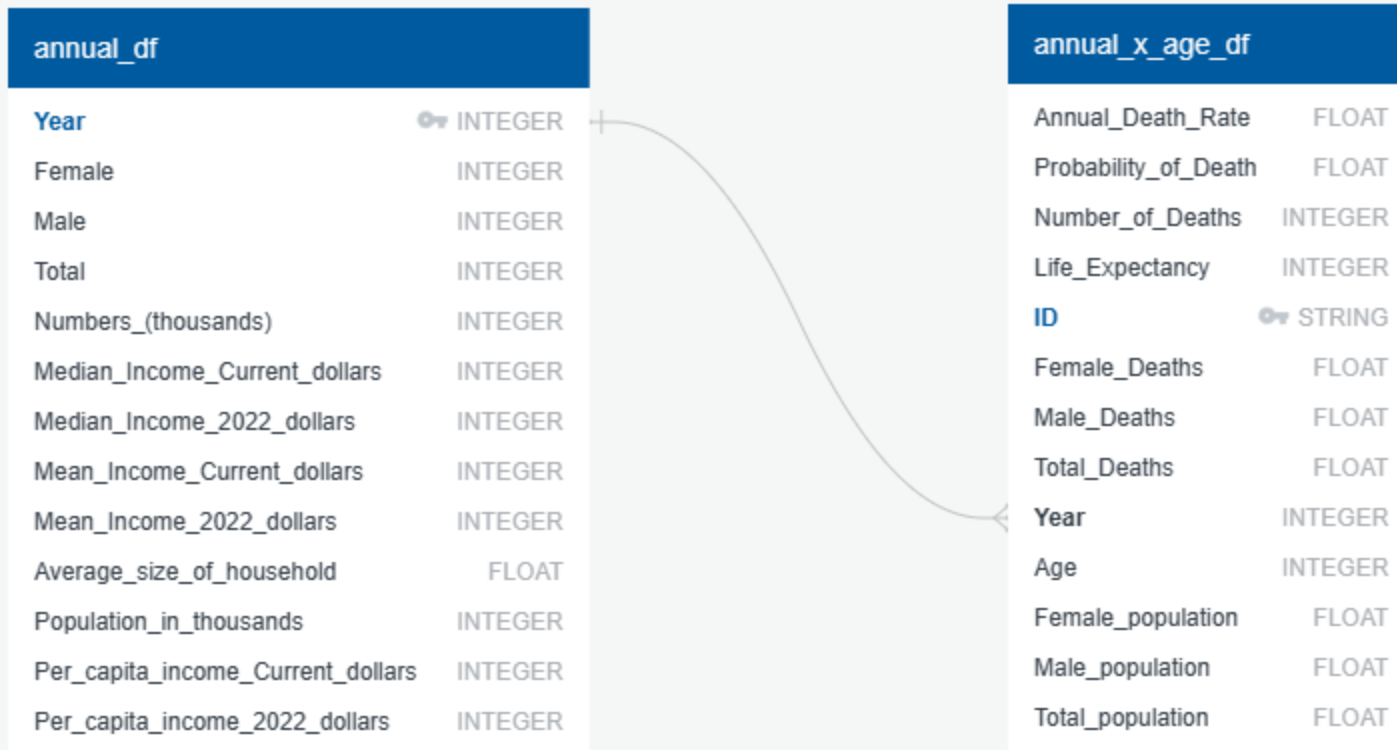 annual_df
Year INTEGER
Female INTEGER
Male INTEGER
Total INTEGER
Numbers_(thousands) INTEGER
Median_Income_Current_dollars INTEGER
Median_Income_2022_dollars INTEGER
Mean_Income_Current_dollars INTEGER
Mean_Income_2022_dollars INTEGER
Average_size_of_household FLOAT
Population_in_thousands INTEGER
Per_capita_income_Current_dollars INTEGER
Per_capita_income_2022_dollars INTEGER
annual_x_age_df
Annual_Death_Rate FLOAT
Probability_of_Death FLOAT
Number_of_Deaths INTEGER
Life_Expectancy INTEGER
ID STRING
Female_Deaths FLOAT
Male_Deaths FLOAT
Total_Deaths FLOAT
Year INTEGER
Age INTEGER
Female_population FLOAT
Male_population FLOAT
Total_population FLOAT